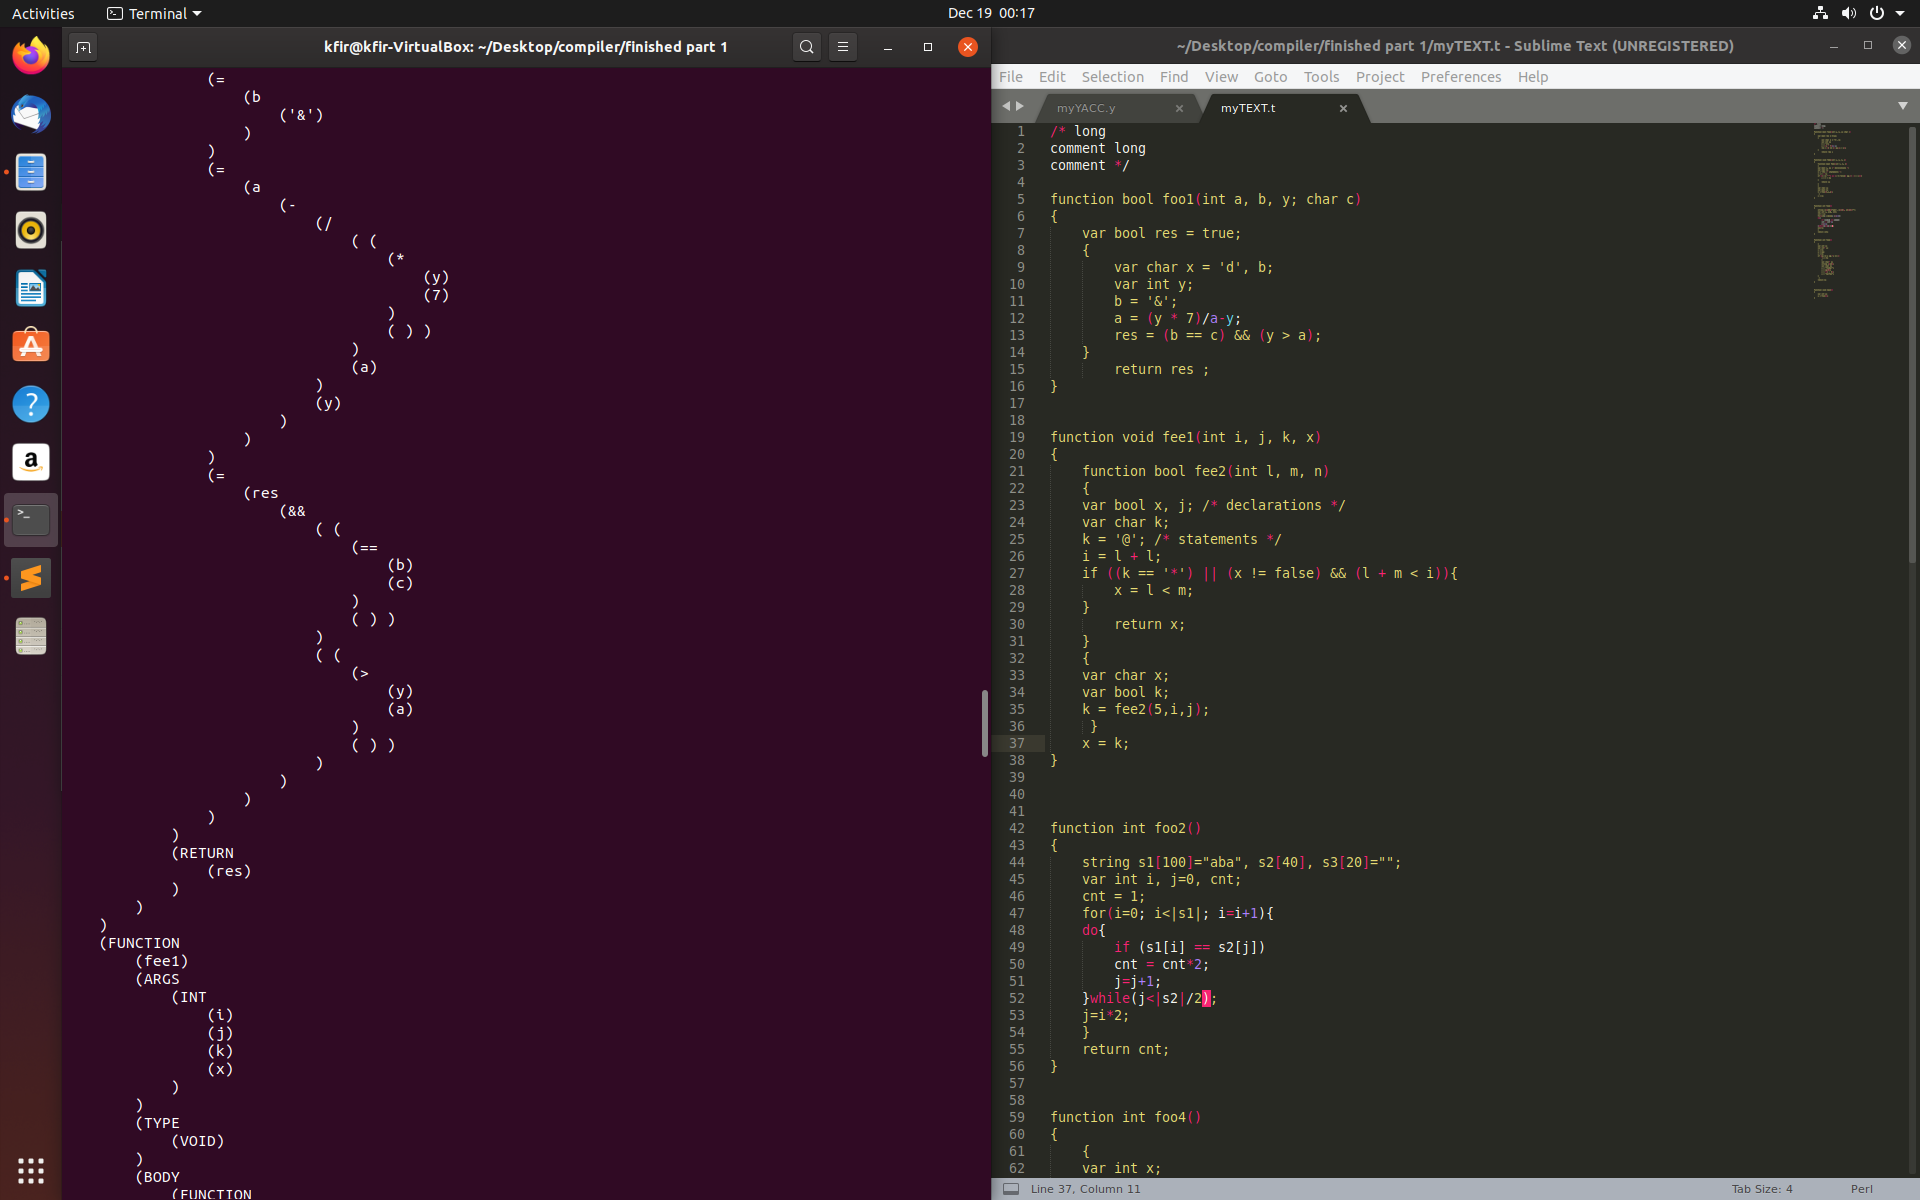 Activities
Terminal
Dec 19 00:17
kfir@kfir-VirtualBox: ~/Desktop/compiler/finished part 1
(=
(b
('&')
)
)
(=
(a
(-
(/
( (
(*
(y)
(7)
)
( ) )
)
(a)
)
(y)
)
)
)
(=
(res
(&&
( (
(==
(b)
(c)
)
( ) )
)
( (
(>
(y)
(a)
)
( ) )
)
)
)
)
)
(RETURN
(res)
)
)
)
(FUNCTION
(fee1)
(ARGS
(INT
(i)
(j)
(k)
(x)
)
)
(TYPE
(VOID)
)
(BODY
(FUNCTION
~/Desktop/compiler/finished part 1/myTEXT.t - Sublime Text (UNREGISTERED)
File Edit Selection Find View Goto Tools Project Preferences Help
myYACC.y
myTEXT.t
1 /* long
2 comment long
3 comment */
4
5 function bool foo1(int a, b, y; char c)
6 {
7 var bool res = true;
8 {
9 var char x = 'd', b;
10 var int y;
11 b = '&';
12 a = (y * 7)/a-y;
13 res = (b == c) && (y > a);
14 }
15 return res ;
16 }
17
18
19 function void fee1(int i, j, k, x)
20 {
21 function bool fee2(int l, m, n)
22 {
23 var bool x, j; /* declarations */
24 var char k;
25 k = '@'; /* statements */
26 i = l + l;
27 if ((k == '*') || (x != false) && (l + m < i)){
28 x = l < m;
29 }
30 return x;
31 }
32 {
33 var char x;
34 var bool k;
35 k = fee2(5,i,j);
36 }
37 x = k;
38 }
39
40
41
42 function int foo2()
43 {
44 string s1[100]="aba", s2[40], s3[20]="";
45 var int i, j=0, cnt;
46 cnt = 1;
47 for(i=0; i<|s1|; i=i+1){
48 do{
49 if (s1[i] == s2[j])
50 cnt = cnt*2;
51 j=j+1;
52 }while(j<|s2|/2);
53 j=i*2;
54 }
55 return cnt;
56 }
57
58
59 function int foo4()
60 {
61 {
62 var int x;
Line 37, Column 11
Tab Size: 4
Perl